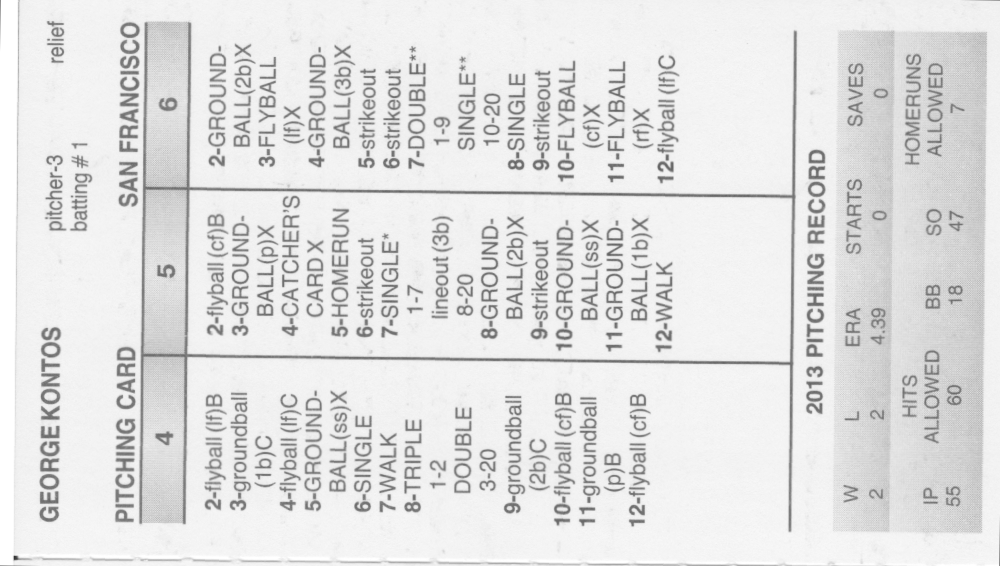 GEORGE KONTOS
pitcher-3 relief
batting # 1
PITCHING CARD SAN FRANCISCO
4
2-flyball (lf)B
3-groundball
(1b)C
4-flyball (lf)C
5-GROUND-
BALL(ss)X
6-SINGLE
7-WALK
8-TRIPLE
1-2
DOUBLE
3-20
9-groundball
(2b)C
10-flyball (cf)B
11-groundball
(p)B
12-flyball (cf)B
5
2-flyball (cf)B
3-GROUND-
BALL(p)X
4-CATCHER'S
CARD X
5-HOMERUN
6-strikeout
7-SINGLE*
1-7
lineout (3b)
8-20
8-GROUND-
BALL(2b)X
9-strikeout
10-GROUND-
BALL(ss)X
11-GROUND-
BALL(1b)X
12-WALK
6
2-GROUND-
BALL(2b)X
3-FLYBALL
(lf)X
4-GROUND-
BALL(3b)X
5-strikeout
6-strikeout
7-DOUBLE**
1-9
SINGLE**
10-20
8-SINGLE
9-strikeout
10-FLYBALL
(cf)X
11-FLYBALL
(rf)X
12-flyball (lf)C
2013 PITCHING RECORD
W L ERA STARTS SAVES
2 2 4.39 0 0
HITS HOMERUNS
IP ALLOWED BB SO ALLOWED
55 60 18 47 7